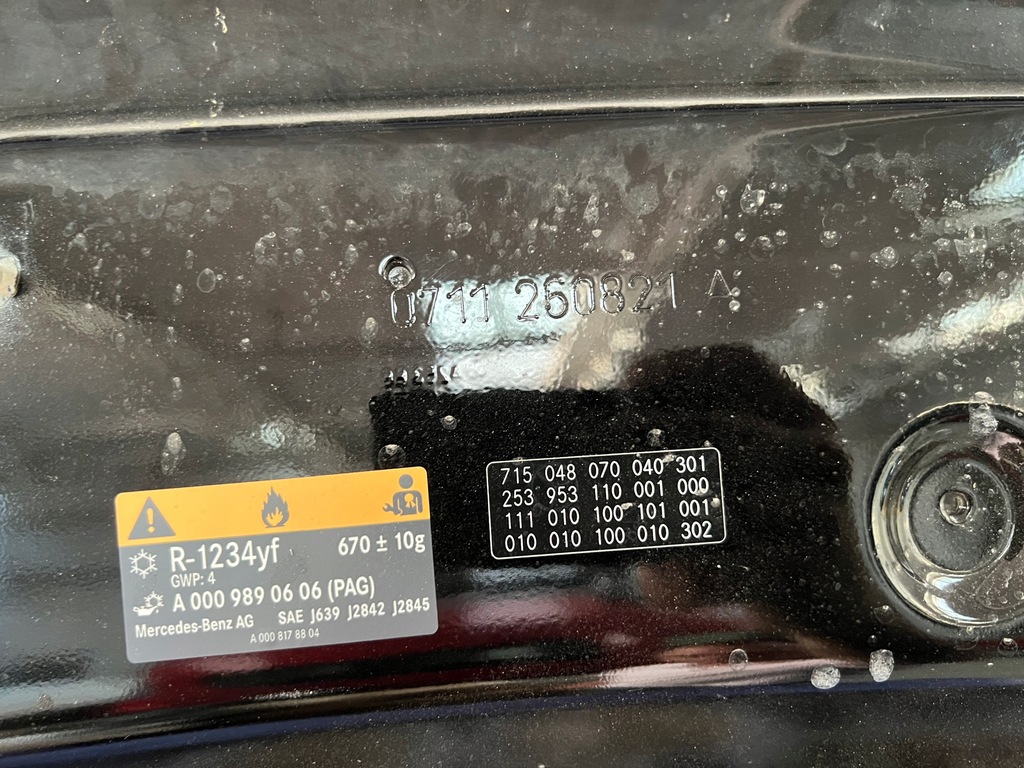 0711 260821 A
715 048 070 040 301
253 953 110 001 000
111 010 100 101 001
010 010 100 010 302
R-1234yf 670 ± 10g
GWP: 4
A 000 989 06 06 (PAG)
Mercedes-Benz AG SAE J639 J2842 J2845
A 000 817 88 04